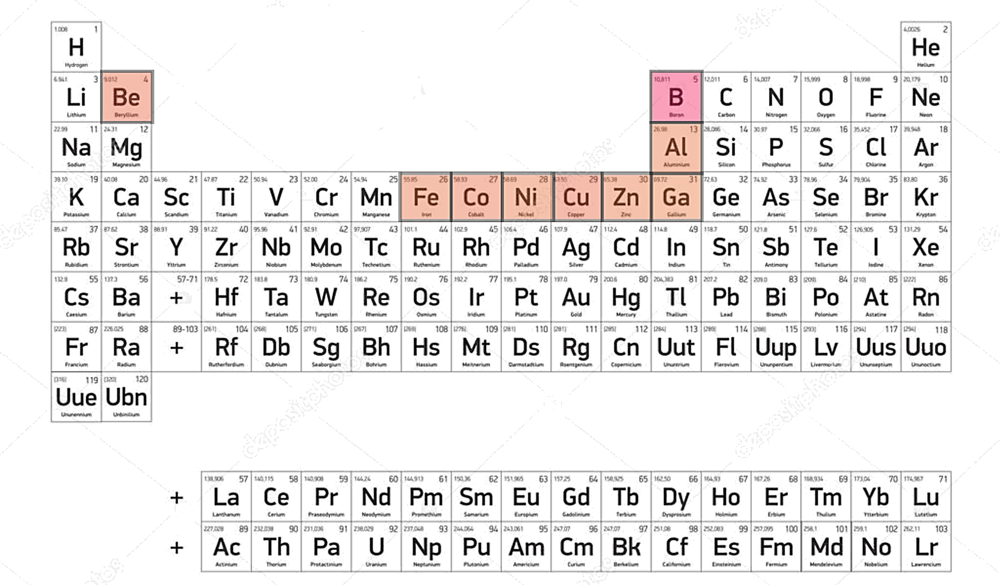 1.008 1 4,0026 2
H He
Hydrogen Helium
6.941 3 9.012 4 10,811 5 12,011 6 14,007 7 15,999 8 18,998 9 20,179 10
Li Be B C N O F Ne
Lithium Beryllium Boron Carbon Nitrogen Oxygen Fluorine Neon
22.99 11 24.31 12 26.98 13 28,086 14 30.97 15 32,066 16 35,452 17 39,948 18
Na Mg Al Si P S Cl Ar
Sodium Magnesium Aluminium Silicon Phosphorus Sulfur Chlorine Argon
39.10 19 40.08 20 44.96 21 47.87 22 50.94 23 52.00 24 54.94 25 55.85 26 58.93 27 58.69 28 63.55 29 65.38 30 69.72 31 72.63 32 74.92 33 78.96 34 79,904 35 83,80 36
K Ca Sc Ti V Cr Mn Fe Co Ni Cu Zn Ga Ge As Se Br Kr
Potassium Calcium Scandium Titanium Vanadium Chromium Manganese Iron Cobalt Nickel Copper Zinc Gallium Germanium Arsenic Selenium Bromine Krypton
85.47 37 87.62 38 88.91 39 91.22 40 95.96 41 92.91 42 97,907 43 101.1 44 102.9 45 106.4 46 107.9 47 112.4 48 114.8 49 118.7 50 121.8 51 127.6 52 126,905 53 131,29 54
Rb Sr Y Zr Nb Mo Tc Ru Rh Pd Ag Cd In Sn Sb Te I Xe
Rubidium Strontium Yttrium Zirconium Niobium Molybdenum Technetium Ruthenium Rhodium Palladium Silver Cadmium Indium Tin Antimony Tellurium Iodine Xenon
132.9 55 137.3 56 57-71 178.5 72 183.8 73 180.9 74 186.2 75 190.2 76 192.2 77 195.1 78 197.0 79 200.6 80 204,383 81 207.2 82 209.0 83 (209) 84 (210) 85 (222) 86
Cs Ba + Hf Ta W Re Os Ir Pt Au Hg Tl Pb Bi Po At Rn
Caesium Barium Hafnium Tantalum Tungsten Rhenium Osmium Iridium Platinum Gold Mercury Thallium Lead Bismuth Polonium Astatine Radon
(223) 87 226,025 88 89-103 (261) 104 (268) 105 (271) 106 (267) 107 (269) 108 (276) 109 (281) 110 (281) 111 (285) 112 (284) 113 (289) 114 (288) 115 (293) 116 (294) 117 (294) 118
Fr Ra + Rf Db Sg Bh Hs Mt Ds Rg Cn Uut Fl Uup Lv Uus Uuo
Francium Radium Rutherfordium Dubnium Seaborgium Bohrium Hassium Meitnerium Darmstadtium Roentgenium Copernicium Ununtrium Flerovium Ununpentium Livermorium Ununseptium Ununoctium
(316) 119 (320) 120
Uue Ubn
Ununennium Unbinilium
138,906 57 140,115 58 140,908 59 144,24 60 144,913 61 150,36 62 151,965 63 157,25 64 158,925 65 162,50 66 164,93 67 167,26 68 168,934 69 173,04 70 174,967 71
+ La Ce Pr Nd Pm Sm Eu Gd Tb Dy Ho Er Tm Yb Lu
Lanthanum Cerium Praseodymium Neodymium Promethium Samarium Europium Gadolinium Terbium Dysprosium Holmium Erbium Thulium Ytterbium Lutetium
227,028 89 232,038 90 231,036 91 238,029 92 237,048 93 244,064 94 243,061 95 247,07 96 247,07 97 251,08 98 252,083 99 257,095 100 258,1 101 259,1 102 262,11 103
+ Ac Th Pa U Np Pu Am Cm Bk Cf Es Fm Md No Lr
Actinium Thorium Protactinium Uranium Neptunium Plutonium Americium Curium Berkelium Californium Einsteinium Fermium Mendelevium Nobelium Lawrencium
depositphotos